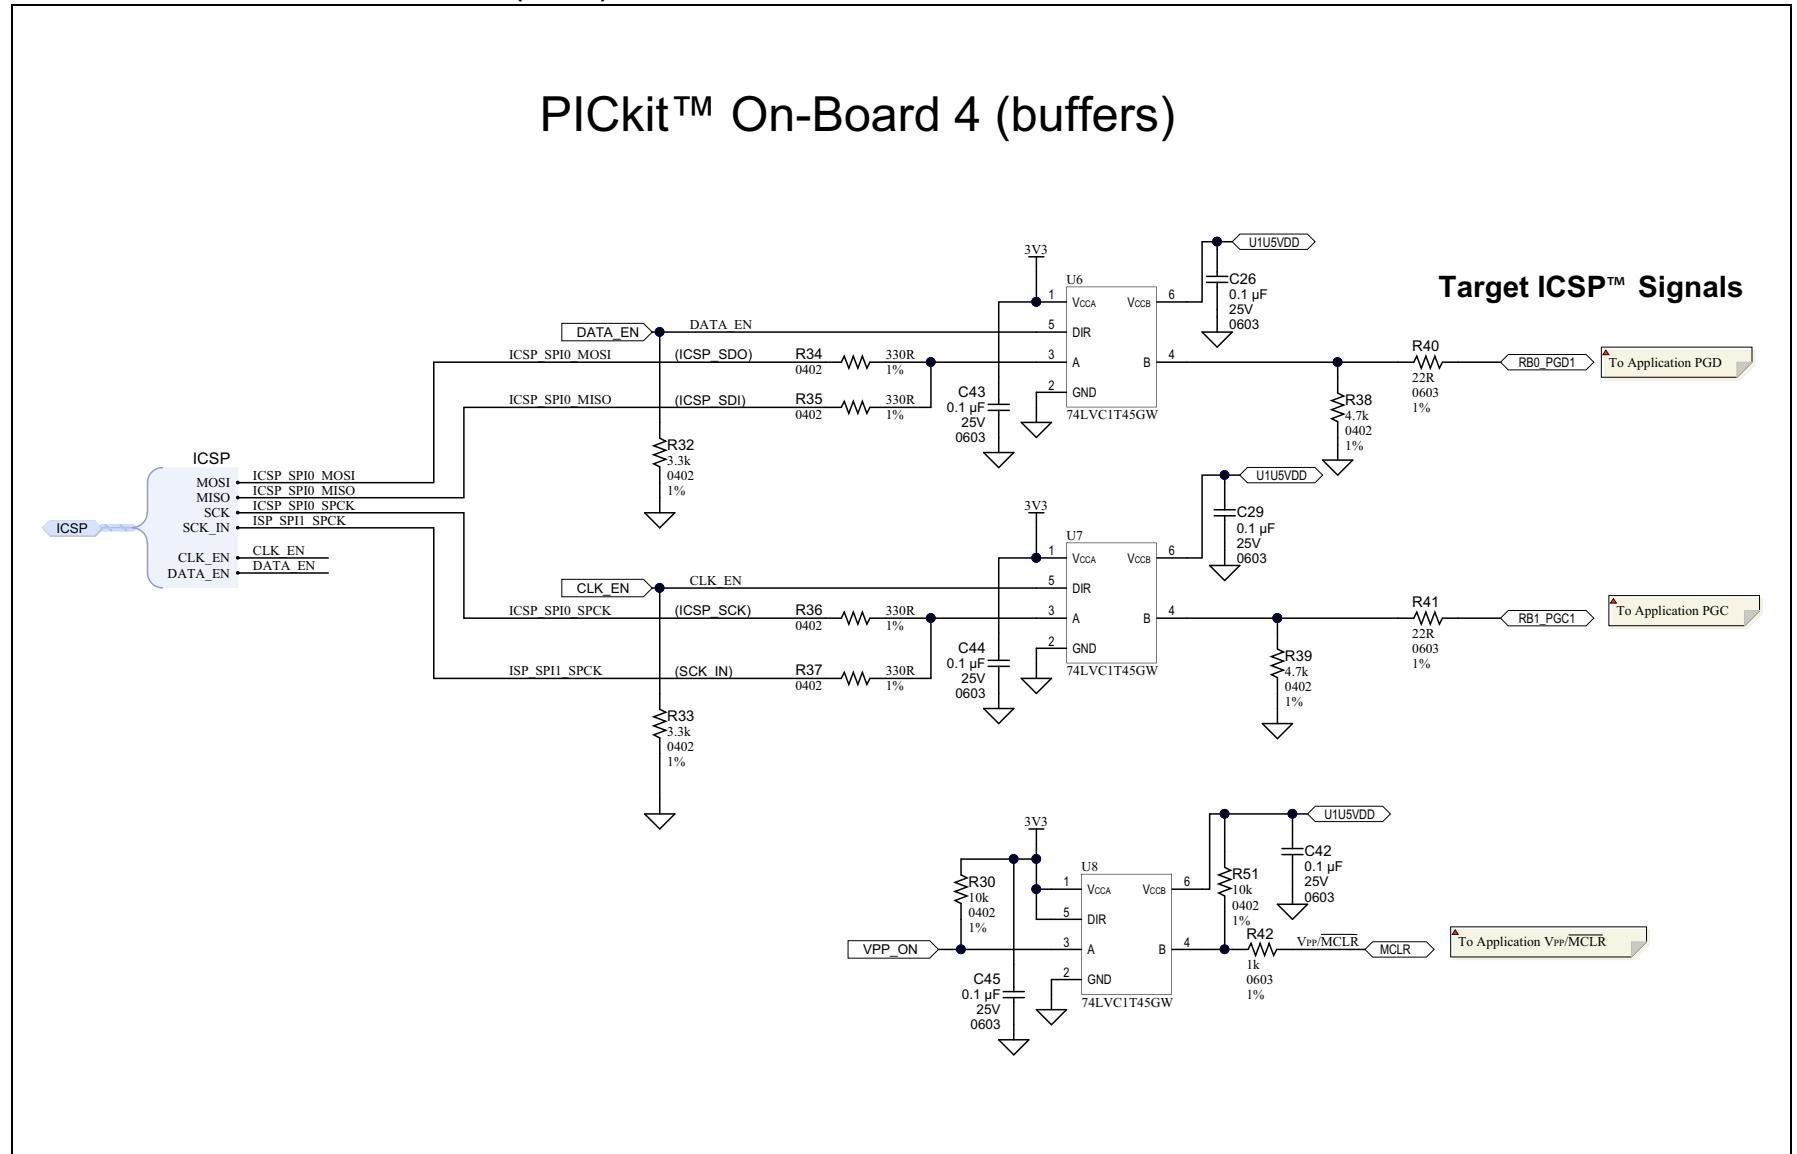 PICkit™ On-Board 4 (buffers)
Target ICSP™ Signals
3V3
U1U5VDD
C26
0.1 µF
25V
0603
U6
1 VCCA VCCB 6
5 DIR
3 A B 4
2 GND
74LVC1T45GW
DATA_EN DATA_EN
ICSP_SPI0_MOSI (ICSP_SDO) R34 330R
0402 1%
ICSP_SPI0_MISO (ICSP_SDI) R35 330R
0402 1%
C43
0.1 µF
25V
0603
R32
3.3k
0402
1%
R38
4.7k
0402
1%
R40
22R
0603
1%
RB0_PGD1
To Application PGD
ICSP
ICSP
MOSI ICSP_SPI0_MOSI
MISO ICSP_SPI0_MISO
SCK ICSP_SPI0_SPCK
SCK_IN ISP_SPI1_SPCK
CLK_EN CLK_EN
DATA_EN DATA_EN
3V3
U1U5VDD
C29
0.1 µF
25V
0603
U7
1 VCCA VCCB 6
5 DIR
3 A B 4
2 GND
74LVC1T45GW
CLK_EN CLK_EN
ICSP_SPI0_SPCK (ICSP_SCK) R36 330R
0402 1%
ISP_SPI1_SPCK (SCK_IN) R37 330R
0402 1%
C44
0.1 µF
25V
0603
R33
3.3k
0402
1%
R39
4.7k
0402
1%
R41
22R
0603
1%
RB1_PGC1
To Application PGC
3V3
U1U5VDD
C42
0.1 µF
25V
0603
R51
10k
0402
1%
R30
10k
0402
1%
U8
1 VCCA VCCB 6
5 DIR
3 A B 4
2 GND
74LVC1T45GW
VPP_ON
C45
0.1 µF
25V
0603
R42
1k
0603
1%
VPP/MCLR
MCLR
To Application VPP/MCLR